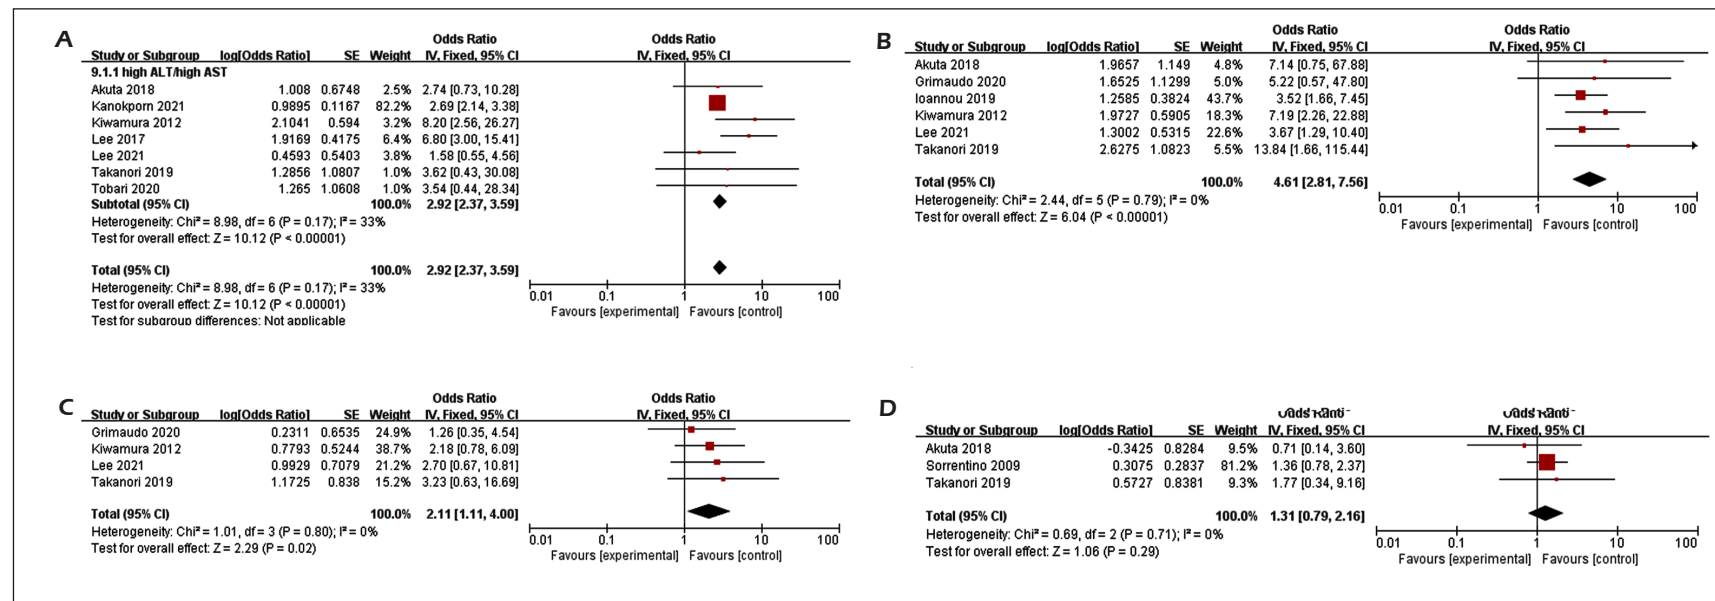 A
Odds Ratio Odds Ratio
Study or Subgroup log[Odds Ratio] SE Weight IV, Fixed, 95% CI IV, Fixed, 95% CI
9.1.1 high ALT/high AST
Akuta 2018 1.008 0.6748 2.5% 2.74 [0.73, 10.28]
Kanokporn 2021 0.9895 0.1167 82.2% 2.69 [2.14, 3.38]
Kiwamura 2012 2.1041 0.594 3.2% 8.20 [2.56, 26.27]
Lee 2017 1.9169 0.4175 6.4% 6.80 [3.00, 15.41]
Lee 2021 0.4593 0.5403 3.8% 1.58 [0.55, 4.56]
Takanori 2019 1.2856 1.0807 1.0% 3.62 [0.43, 30.08]
Tobari 2020 1.265 1.0608 1.0% 3.54 [0.44, 28.34]
Subtotal (95% CI) 100.0% 2.92 [2.37, 3.59]
Heterogeneity: Chi² = 8.98, df = 6 (P = 0.17); I² = 33%
Test for overall effect: Z = 10.12 (P < 0.00001)
Total (95% CI) 100.0% 2.92 [2.37, 3.59]
Heterogeneity: Chi² = 8.98, df = 6 (P = 0.17); I² = 33%
Test for overall effect: Z = 10.12 (P < 0.00001)
Test for subgroup differences: Not applicable
0.01 0.1 1 10 100
Favours [experimental] Favours [control]
B
Odds Ratio Odds Ratio
Study or Subgroup log[Odds Ratio] SE Weight IV, Fixed, 95% CI IV, Fixed, 95% CI
Akuta 2018 1.9657 1.149 4.8% 7.14 [0.75, 67.88]
Grimaudo 2020 1.6525 1.1299 5.0% 5.22 [0.57, 47.80]
Ioannou 2019 1.2585 0.3824 43.7% 3.52 [1.66, 7.45]
Kiwamura 2012 1.9727 0.5905 18.3% 7.19 [2.26, 22.88]
Lee 2021 1.3002 0.5315 22.6% 3.67 [1.29, 10.40]
Takanori 2019 2.6275 1.0823 5.5% 13.84 [1.66, 115.44]
Total (95% CI) 100.0% 4.61 [2.81, 7.56]
Heterogeneity: Chi² = 2.44, df = 5 (P = 0.79); I² = 0%
Test for overall effect: Z = 6.04 (P < 0.00001)
0.01 0.1 1 10 100
Favours [experimental] Favours [control]
C
Odds Ratio Odds Ratio
Study or Subgroup log[Odds Ratio] SE Weight IV, Fixed, 95% CI IV, Fixed, 95% CI
Grimaudo 2020 0.2311 0.6535 24.9% 1.26 [0.35, 4.54]
Kiwamura 2012 0.7793 0.5244 38.7% 2.18 [0.78, 6.09]
Lee 2021 0.9929 0.7079 21.2% 2.70 [0.67, 10.81]
Takanori 2019 1.1725 0.838 15.2% 3.23 [0.63, 16.69]
Total (95% CI) 100.0% 2.11 [1.11, 4.00]
Heterogeneity: Chi² = 1.01, df = 3 (P = 0.80); I² = 0%
Test for overall effect: Z = 2.29 (P = 0.02)
0.01 0.1 1 10 100
Favours [experimental] Favours [control]
D
Study or Subgroup log[Odds Ratio] SE Weight IV, Fixed, 95% CI IV, Fixed, 95% CI
Akuta 2018 -0.3425 0.8284 9.5% 0.71 [0.14, 3.60]
Sorrentino 2009 0.3075 0.2837 81.2% 1.36 [0.78, 2.37]
Takanori 2019 0.5727 0.8381 9.3% 1.77 [0.34, 9.16]
Total (95% CI) 100.0% 1.31 [0.79, 2.16]
Heterogeneity: Chi² = 0.69, df = 2 (P = 0.71); I² = 0%
Test for overall effect: Z = 1.06 (P = 0.29)
0.01 0.1 1 10 100
Favours [experimental] Favours [control]